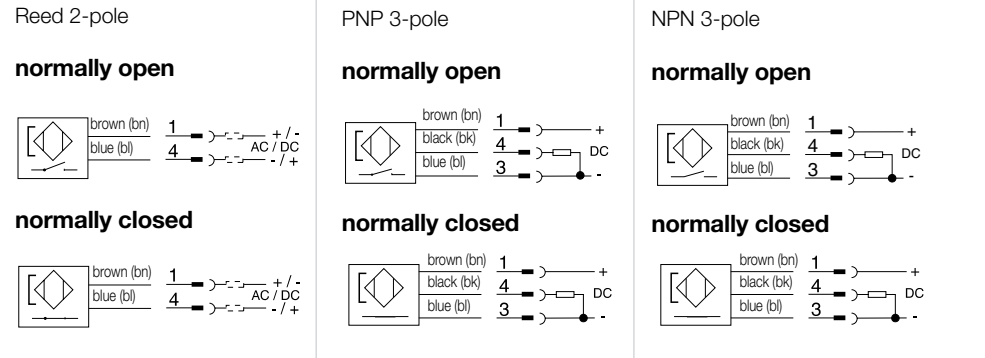 Reed 2-pole
normally open
brown (bn) 1 + / -
AC / DC
blue (bl) 4 - / +
normally closed
brown (bn) 1 + / -
AC / DC
blue (bl) 4 - / +
PNP 3-pole
normally open
brown (bn) 1 +
black (bk) 4 DC
blue (bl) 3 -
normally closed
brown (bn) 1 +
black (bk) 4 DC
blue (bl) 3 -
NPN 3-pole
normally open
brown (bn) 1 +
black (bk) 4 DC
blue (bl) 3 -
normally closed
brown (bn) 1 +
black (bk) 4 DC
blue (bl) 3 -